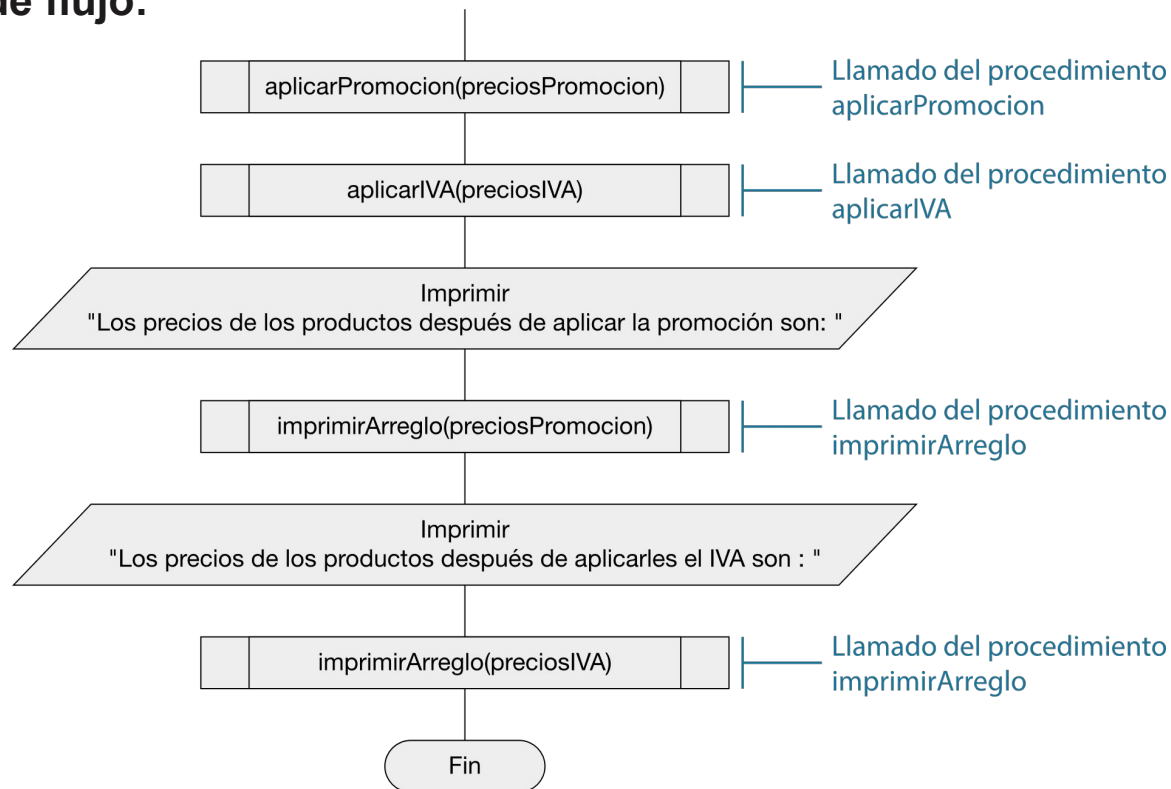 de flujo:
aplicarPromocion(preciosPromocion)
Llamado del procedimiento
aplicarPromocion
aplicarIVA(preciosIVA)
Llamado del procedimiento
aplicarIVA
Imprimir
"Los precios de los productos después de aplicar la promoción son: "
imprimirArreglo(preciosPromocion)
Llamado del procedimiento
imprimirArreglo
Imprimir
"Los precios de los productos después de aplicarles el IVA son : "
imprimirArreglo(preciosIVA)
Llamado del procedimiento
imprimirArreglo
Fin